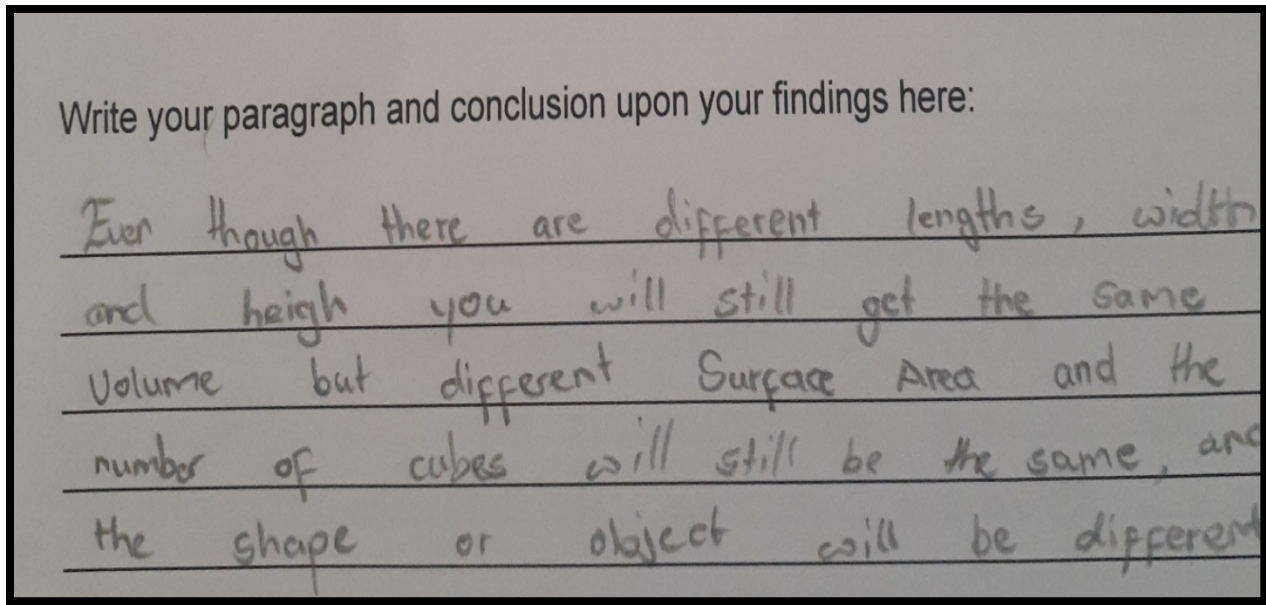 Write your paragraph and conclusion upon your findings here:
Even though there are different lengths, width
and heigh you will still get the same
Volume but different Surface Area and the
number of cubes will still be the same, and
the shape or object will be different